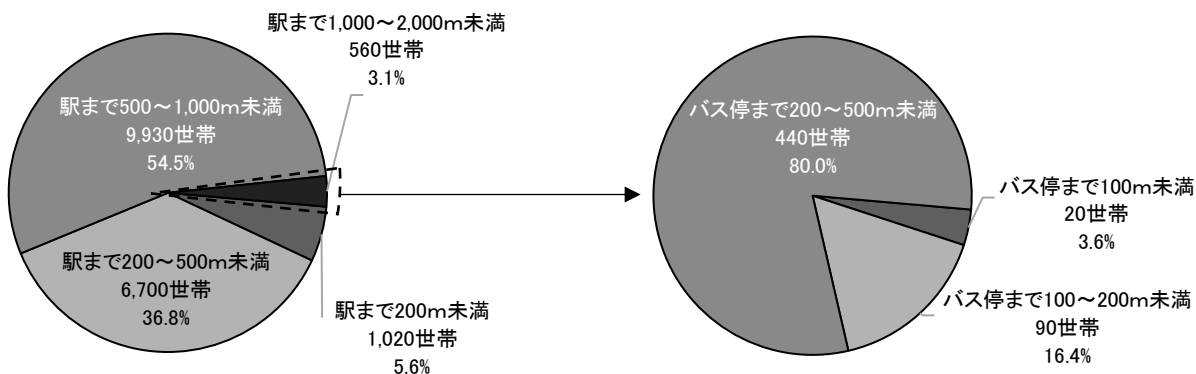 駅まで1,000～2,000m未満
560世帯
3.1%
駅まで500～1,000m未満
9,930世帯
54.5%
駅まで200～500m未満
6,700世帯
36.8%
駅まで200m未満
1,020世帯
5.6%
バス停まで200～500m未満
440世帯
80.0%
バス停まで100m未満
20世帯
3.6%
バス停まで100～200m未満
90世帯
16.4%